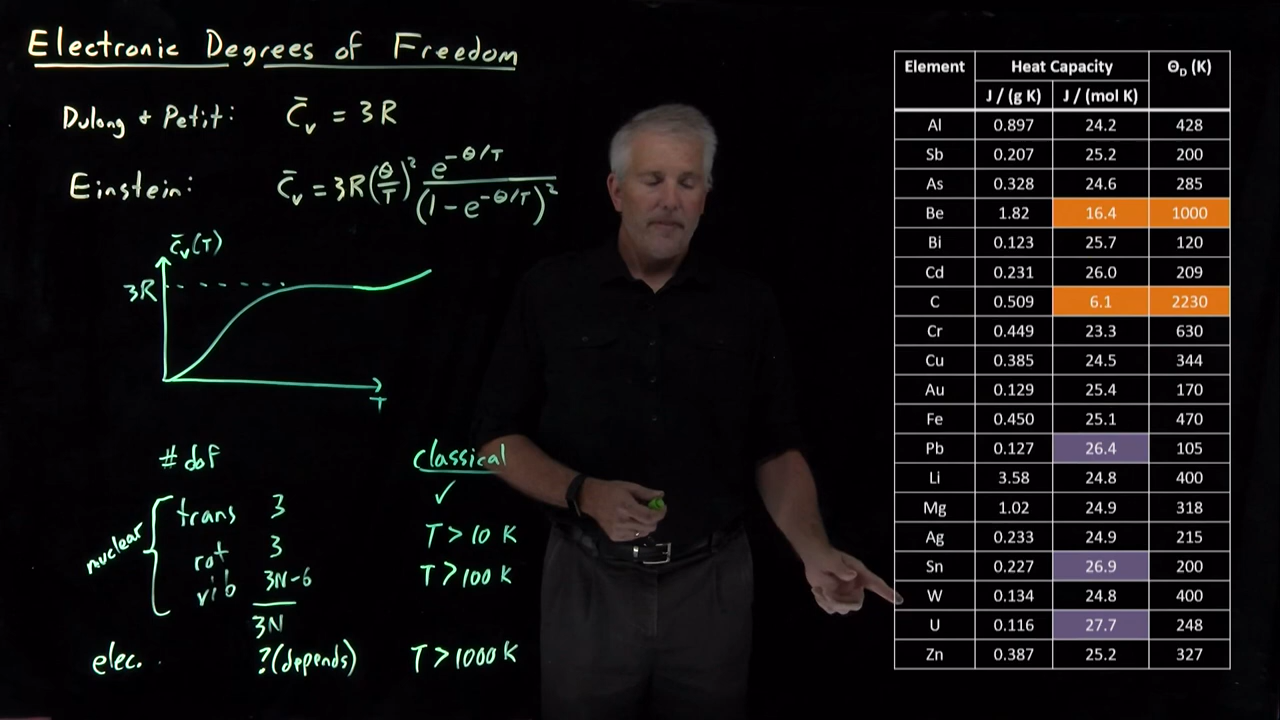 Electronic Degrees of Freedom
Dulong + Petit: C̄ᵥ = 3R
Einstein: C̄ᵥ = 3R(Θ/T)² e^(-Θ/T) / (1 - e^(-Θ/T))²
C̄ᵥ(T)
3R
T
# dof classical
nuclear
trans 3 ✓
rot 3 T > 10 K
vib 3N-6 T > 100 K
3N
elec. ? (depends) T > 1000 K
Element Heat Capacity Θ_D (K)
J / (g K) J / (mol K)
Al 0.897 24.2 428
Sb 0.207 25.2 200
As 0.328 24.6 285
Be 1.82 16.4 1000
Bi 0.123 25.7 120
Cd 0.231 26.0 209
C 0.509 6.1 2230
Cr 0.449 23.3 630
Cu 0.385 24.5 344
Au 0.129 25.4 170
Fe 0.450 25.1 470
Pb 0.127 26.4 105
Li 3.58 24.8 400
Mg 1.02 24.9 318
Ag 0.233 24.9 215
Sn 0.227 26.9 200
W 0.134 24.8 400
U 0.116 27.7 248
Zn 0.387 25.2 327